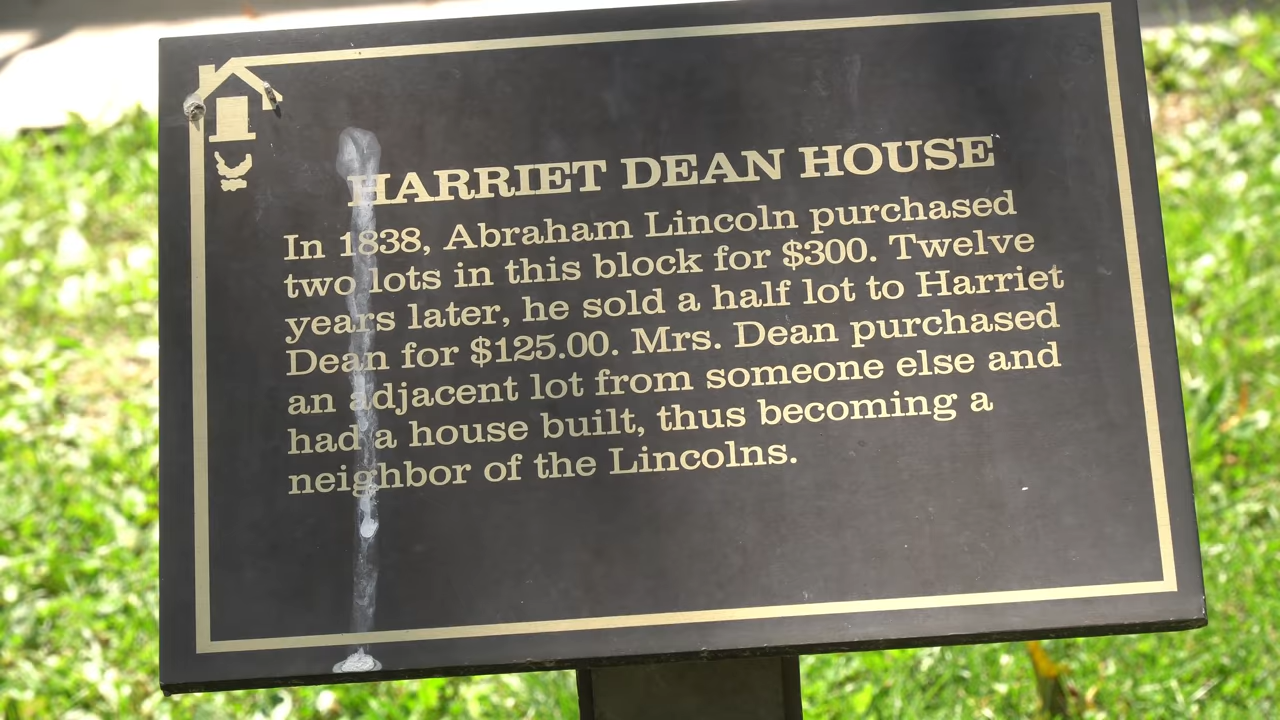 HARRIET DEAN HOUSE
In 1838, Abraham Lincoln purchased
two lots in this block for $300. Twelve
years later, he sold a half lot to Harriet
Dean for $125.00. Mrs. Dean purchased
an adjacent lot from someone else and
had a house built, thus becoming a
neighbor of the Lincolns.